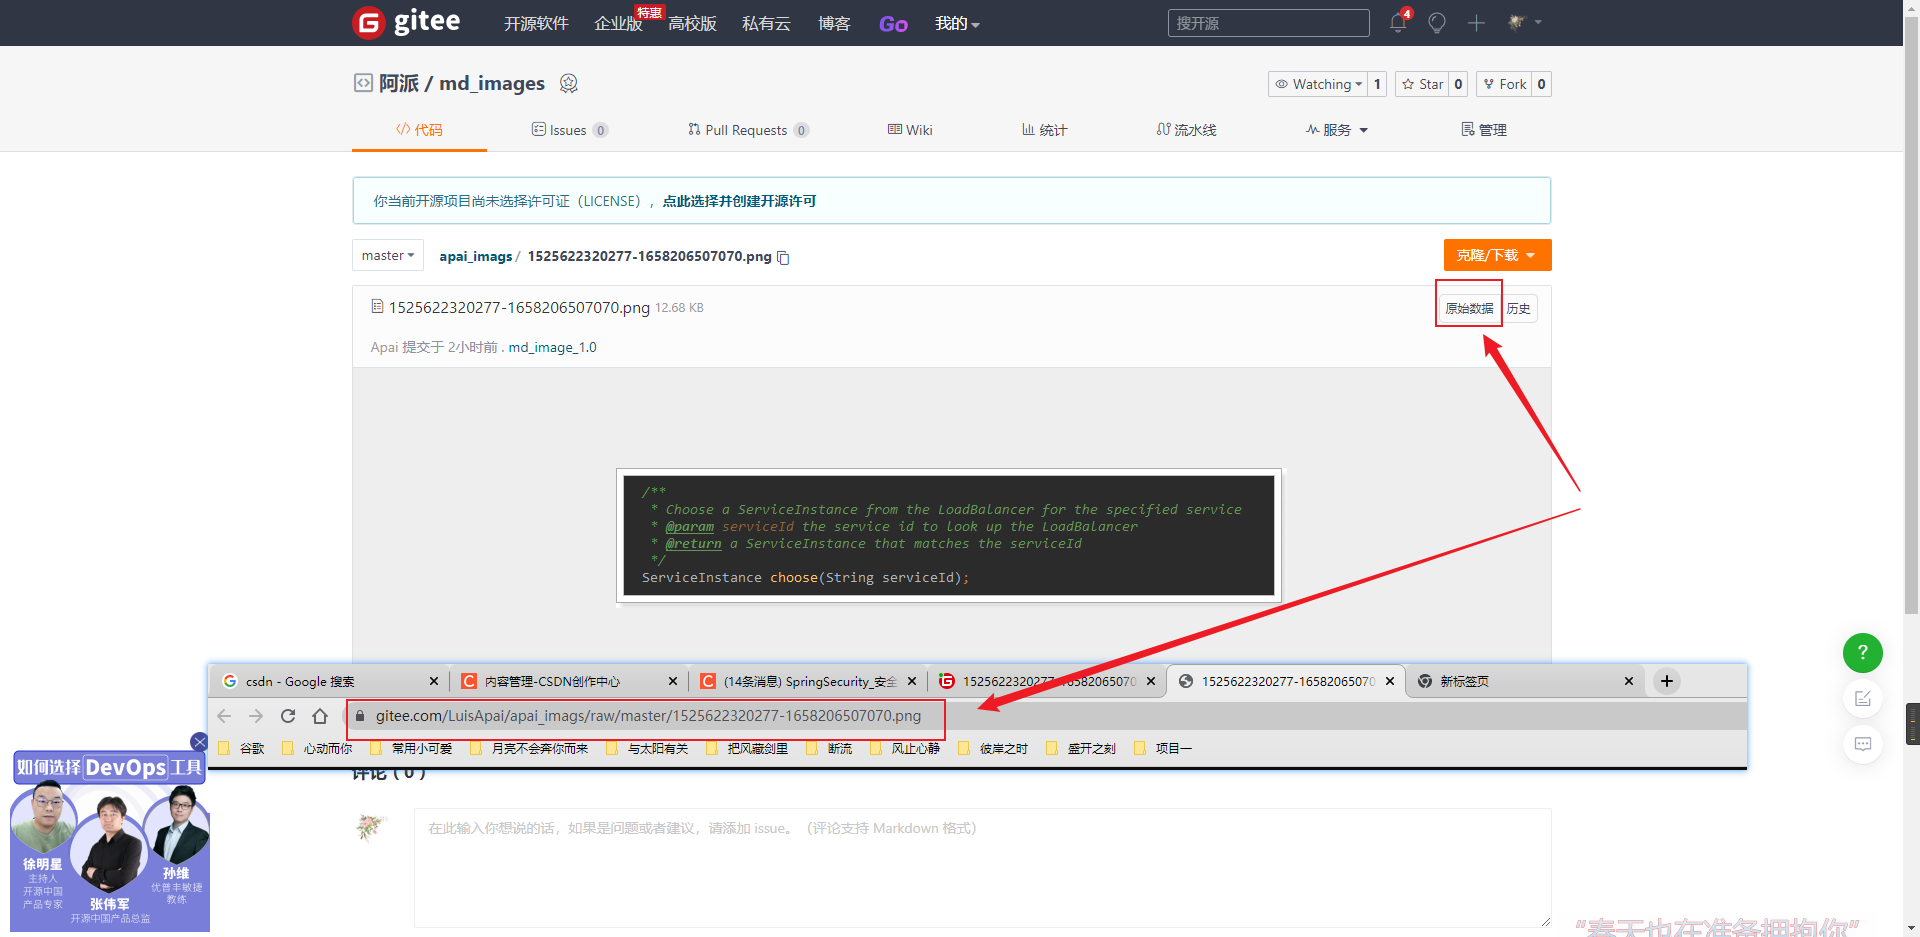 gitee 开源软件 企业版 特惠 高校版 私有云 博客 Go 我的 搜开源 4
阿派 / md_images
Watching 1 Star 0 Fork 0
代码 Issues 0 Pull Requests 0 Wiki 统计 流水线 服务 管理
你当前开源项目尚未选择许可证（LICENSE），点此选择并创建开源许可
master apai_imags / 1525622320277-1658206507070.png 克隆/下载
1525622320277-1658206507070.png 12.68 KB 原始数据 历史
Apai 提交于 2小时前 . md_image_1.0
/**
* Choose a ServiceInstance from the LoadBalancer for the specified service
* @param serviceId the service id to look up the LoadBalancer
* @return a ServiceInstance that matches the serviceId
*/
ServiceInstance choose(String serviceId);
?
csdn - Google 搜索 内容管理-CSDN创作中心 (14条消息) SpringSecurity_安全 1525622320277-1658206507070 1525622320277-16582065070 新标签页
gitee.com/LuisApai/apai_imags/raw/master/1525622320277-1658206507070.png
谷歌 心动而你 常用小可爱 月亮不会奔你而来 与太阳有关 把风藏剑里 断流 风止心静 彼岸之时 盛开之刻 项目一
评论 ( 0 )
如何选择DevOps工具
徐明星
主持人
开源中国
产品专家
张伟军
开源中国产品总监
孙维
优普丰敏捷
教练
在此输入你想说的话，如果是问题或者建议，请添加 issue。（评论支持 Markdown 格式）
“春天也在准备拥抱你”